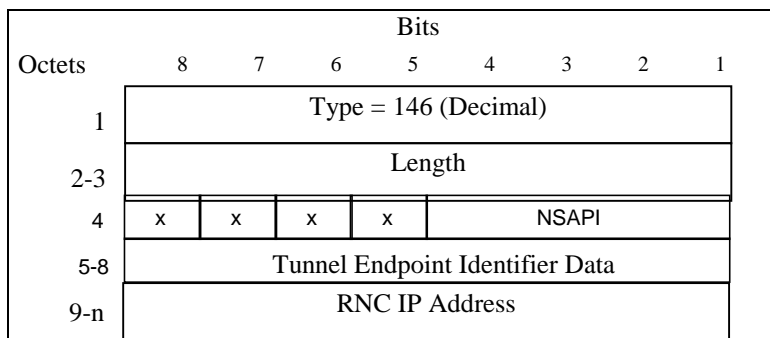 Bits
Octets 8 7 6 5 4 3 2 1
1 Type = 146 (Decimal)
2-3 Length
4 x x x x NSAPI
5-8 Tunnel Endpoint Identifier Data
9-n RNC IP Address